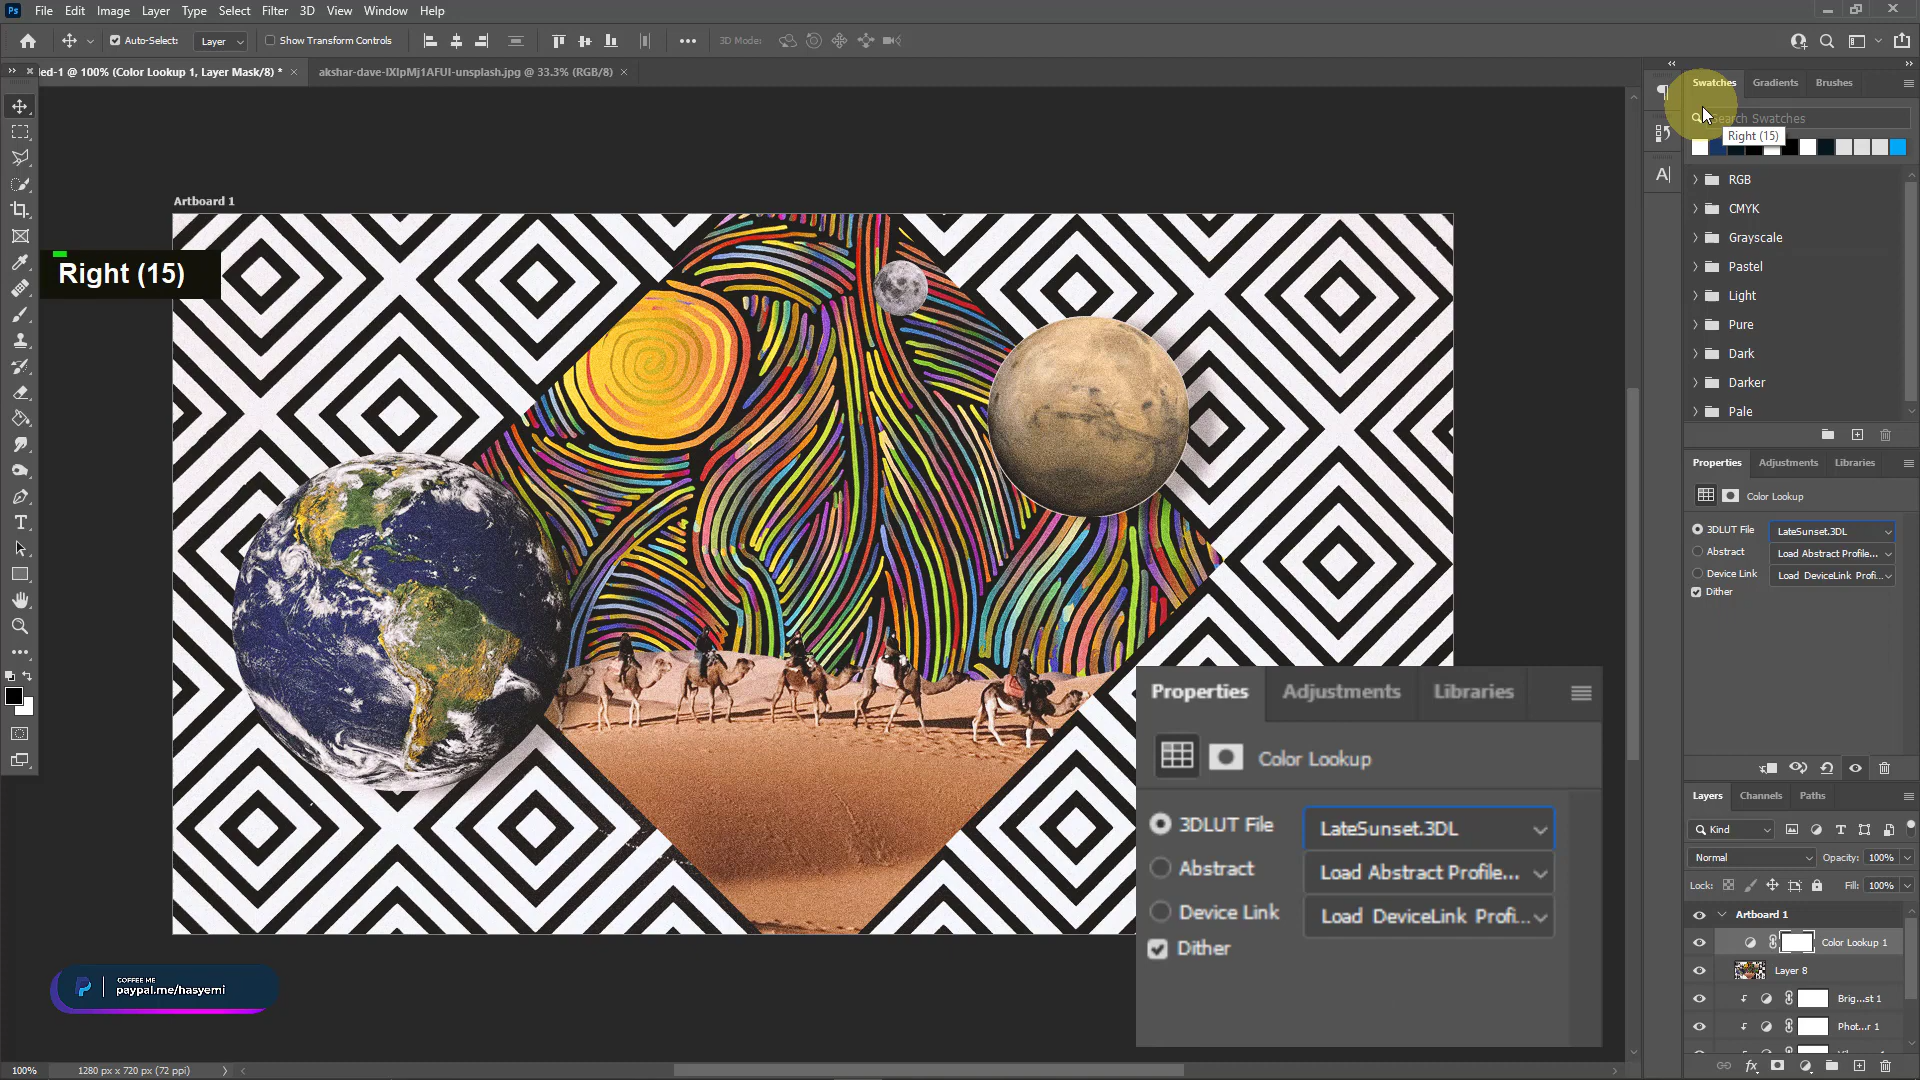 Ps File Edit Image Layer Type Select Filter 3D View Window Help
Auto-Select: Layer Show Transform Controls 3D Mode:
led-1 @ 100% (Color Lookup 1, Layer Mask/8) *
akshar-dave-lXlpMj1AFUI-unsplash.jpg @ 33.3% (RGB/8)
Swatches Gradients Brushes
Search Swatches
Right (15)
RGB
CMYK
Grayscale
Pastel
Light
Pure
Dark
Darker
Pale
Artboard 1
Right (15)
Properties Adjustments Libraries
Color Lookup
3DLUT File LateSunset.3DL
Abstract Load Abstract Profile...
Device Link Load DeviceLink Profi...
Dither
Properties Adjustments Libraries
Color Lookup
3DLUT File LateSunset.3DL
Abstract Load Abstract Profile...
Device Link Load DeviceLink Profi...
Dither
Layers Channels Paths
Kind
Normal Opacity: 100%
Lock: Fill: 100%
Artboard 1
Color Lookup 1
Layer 8
Brig...st 1
Phot...r 1
COFFEE ME
paypal.me/hasyemi
100% 1280 px x 720 px (72 ppi)